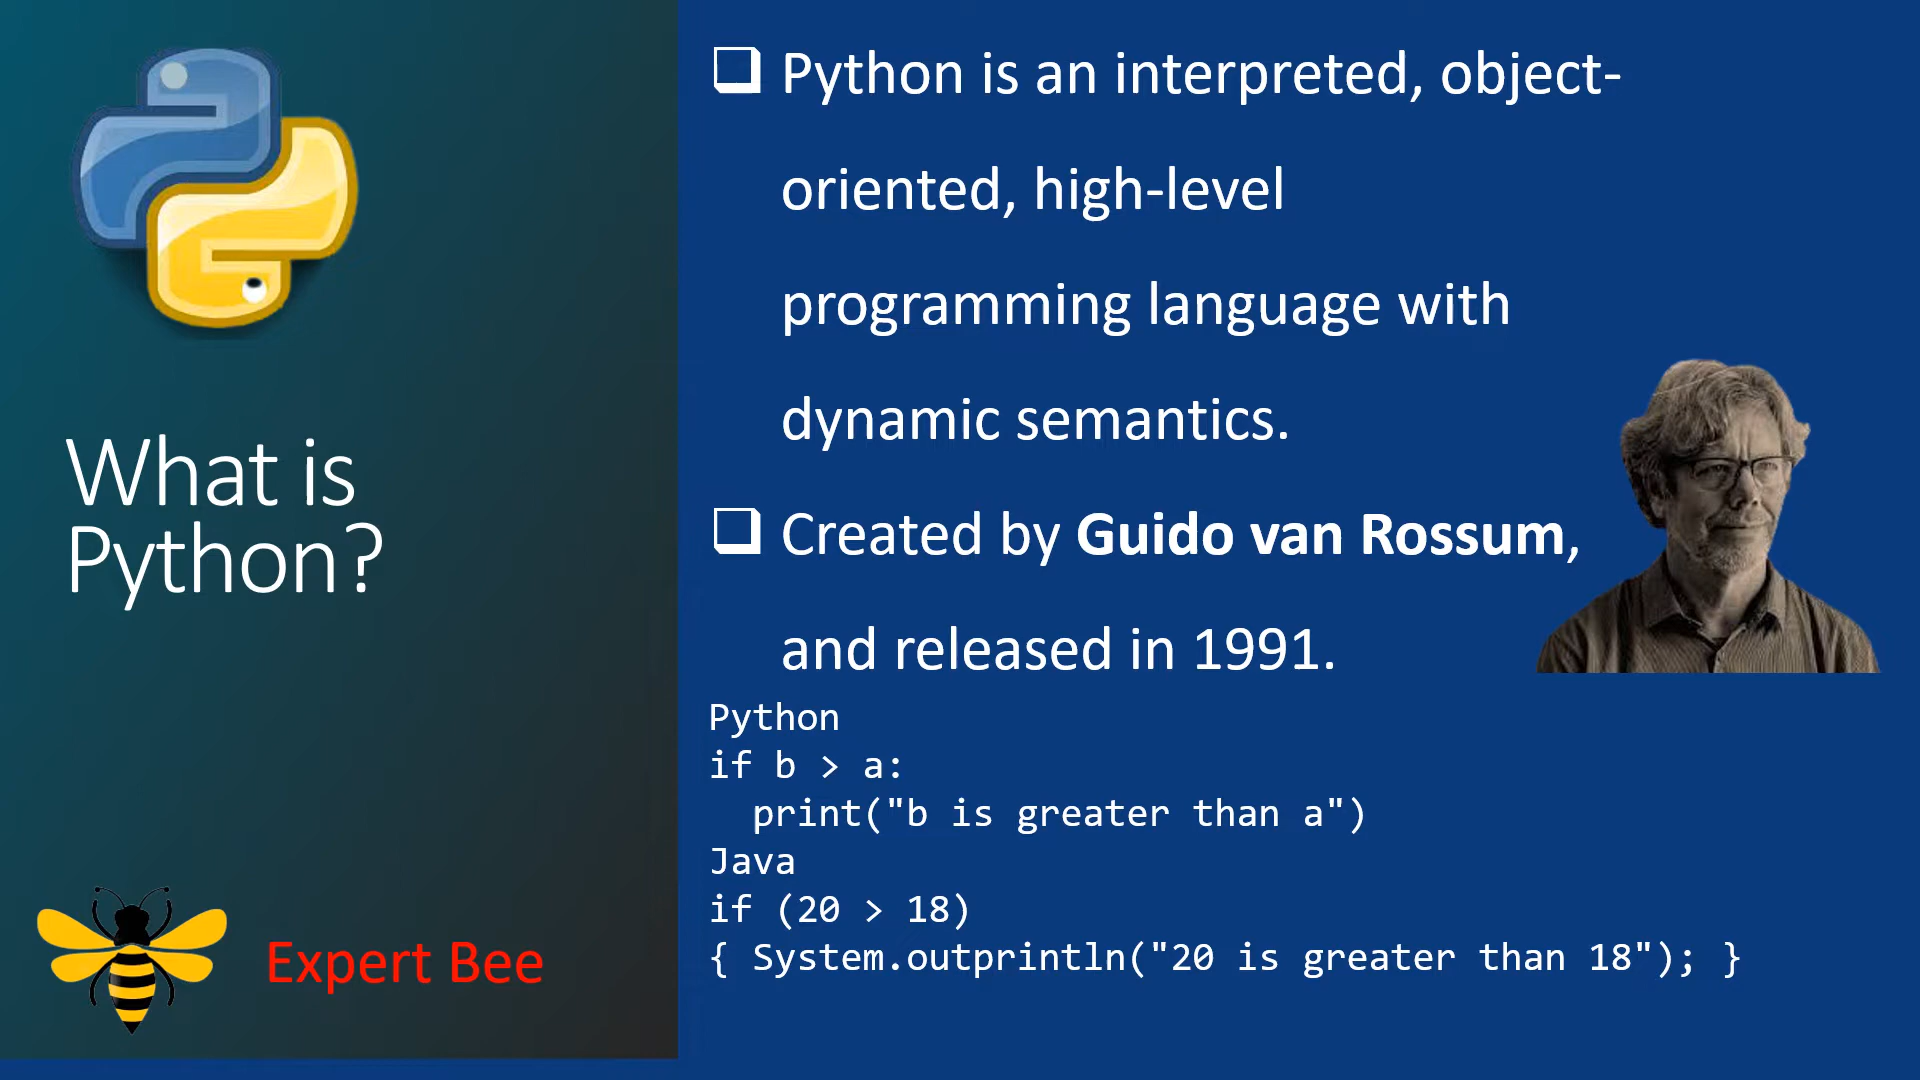 What is
Python?
Expert Bee
Python is an interpreted, object-
oriented, high-level
programming language with
dynamic semantics.
Created by Guido van Rossum,
and released in 1991.
Python
if b > a:
  print("b is greater than a")
Java
if (20 > 18)
{ System.outprintln("20 is greater than 18"); }